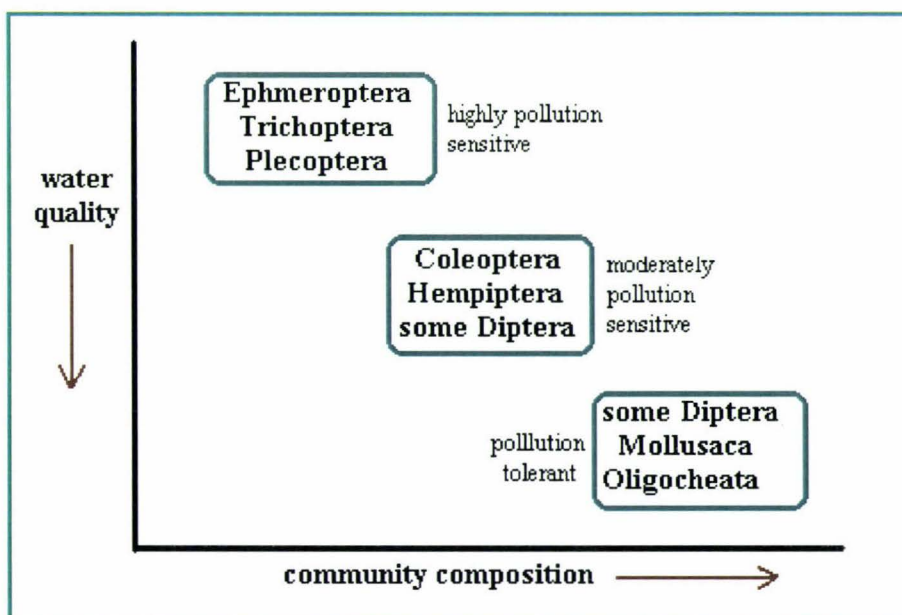 Ephmeroptera
Trichoptera
Plecoptera
highly pollution
sensitive
water
quality
Coleoptera
Hempiptera
some Diptera
moderately
pollution
sensitive
some Diptera
Mollusaca
Oligocheata
polllution
tolerant
community composition